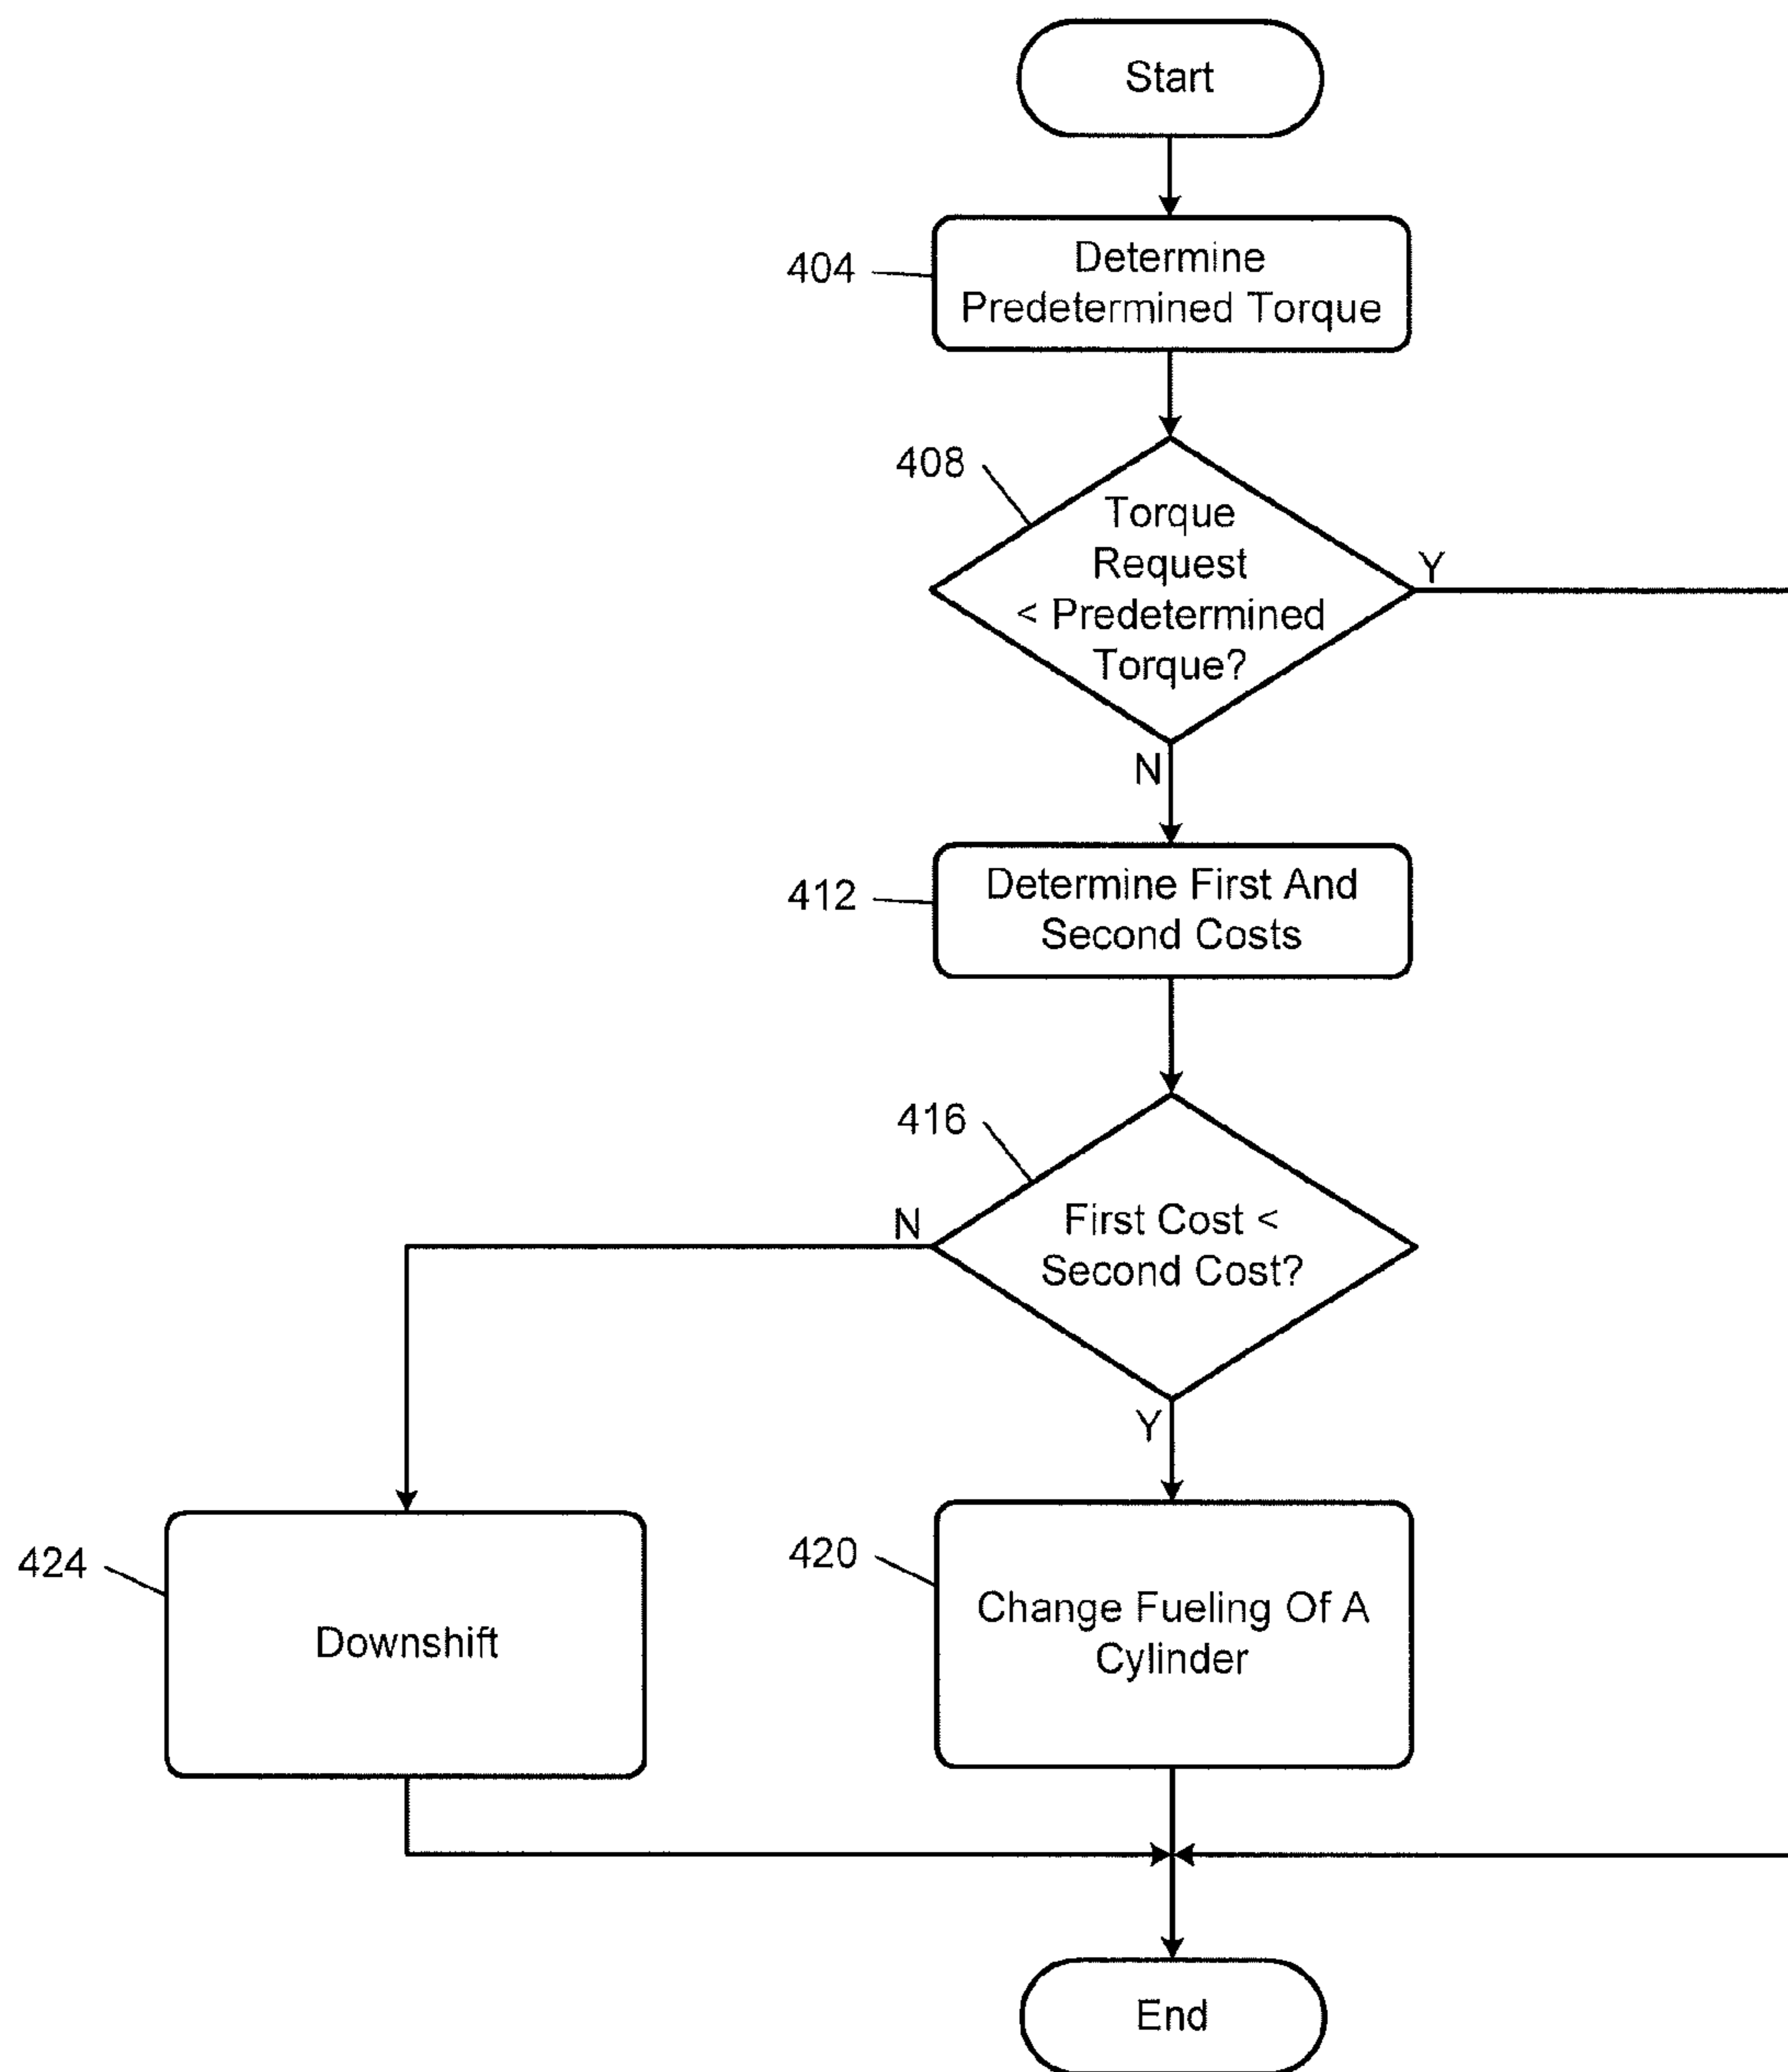 Start
404
Determine
Predetermined Torque
408
Torque
Request
< Predetermined
Torque?
Y
N
412
Determine First And
Second Costs
416
First Cost <
Second Cost?
N
Y
424
Downshift
420
Change Fueling Of A
Cylinder
End